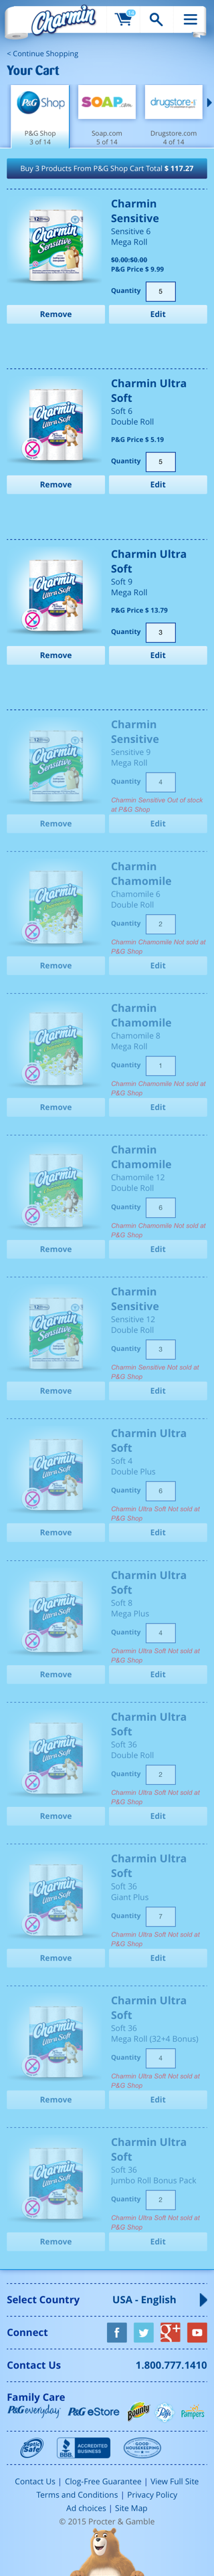 Charmin
14
< Continue Shopping
Your Cart
P&G Shop
SOAP.com
drugstore
P&G Shop
3 of 14
Soap.com
5 of 14
Drugstore.com
4 of 14
Buy 3 Products From P&G Shop Cart Total $ 117.27
Charmin
Sensitive
Sensitive 6
Mega Roll
$0.00-$0.00
P&G Price $ 9.99
Quantity 5
Remove Edit
Charmin Ultra
Soft
Soft 6
Double Roll
P&G Price $ 5.19
Quantity 5
Remove Edit
Charmin Ultra
Soft
Soft 9
Mega Roll
P&G Price $ 13.79
Quantity 3
Remove Edit
Charmin
Sensitive
Sensitive 9
Mega Roll
Quantity 4
Charmin Sensitive Out of stock
at P&G Shop
Remove Edit
Charmin
Chamomile
Chamomile 6
Double Roll
Quantity 2
Charmin Chamomile Not sold at
P&G Shop
Remove Edit
Charmin
Chamomile
Chamomile 8
Mega Roll
Quantity 1
Charmin Chamomile Not sold at
P&G Shop
Remove Edit
Charmin
Chamomile
Chamomile 12
Double Roll
Quantity 6
Charmin Chamomile Not sold at
P&G Shop
Remove Edit
Charmin
Sensitive
Sensitive 12
Double Roll
Quantity 3
Charmin Sensitive Not sold at
P&G Shop
Remove Edit
Charmin Ultra
Soft
Soft 4
Double Plus
Quantity 6
Charmin Ultra Soft Not sold at
P&G Shop
Remove Edit
Charmin Ultra
Soft
Soft 8
Mega Plus
Quantity 4
Charmin Ultra Soft Not sold at
P&G Shop
Remove Edit
Charmin Ultra
Soft
Soft 36
Double Roll
Quantity 2
Charmin Ultra Soft Not sold at
P&G Shop
Remove Edit
Charmin Ultra
Soft
Soft 36
Giant Plus
Quantity 7
Charmin Ultra Soft Not sold at
P&G Shop
Remove Edit
Charmin Ultra
Soft
Soft 36
Mega Roll (32+4 Bonus)
Quantity 4
Charmin Ultra Soft Not sold at
P&G Shop
Remove Edit
Charmin Ultra
Soft
Soft 36
Jumbo Roll Bonus Pack
Quantity 2
Charmin Ultra Soft Not sold at
P&G Shop
Remove Edit
Select Country USA - English
Connect
Contact Us 1.800.777.1410
Family Care
P&G everyday P&G eStore Bounty Puffs Pampers
BBB ACCREDITED BUSINESS
GOOD HOUSEKEEPING
Contact Us | Clog-Free Guarantee | View Full Site
Terms and Conditions | Privacy Policy
Ad choices | Site Map
© 2015 Procter & Gamble